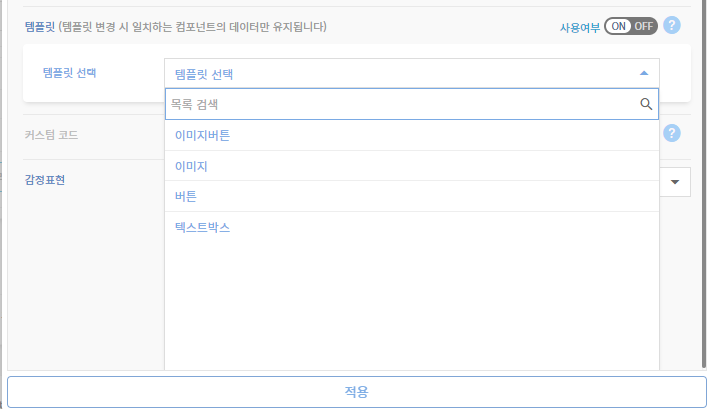 템플릿 (템플릿 변경 시 일치하는 컴포넌트의 데이터만 유지됩니다) 사용여부 ON OFF ?
템플릿 선택 템플릿 선택
목록 검색
이미지버튼
커스텀 코드 ?
이미지
감정표현
버튼
텍스트박스
적용